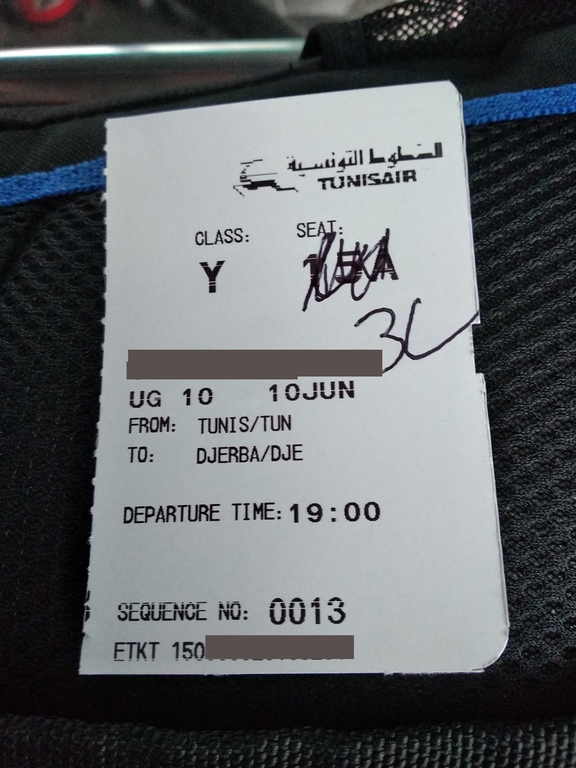 الخطوط التونسية
TUNISAIR
CLASS: SEAT:
Y
3C
UG 10 10JUN
FROM: TUNIS/TUN
TO: DJERBA/DJE
DEPARTURE TIME: 19:00
SEQUENCE NO: 0013
ETKT 150